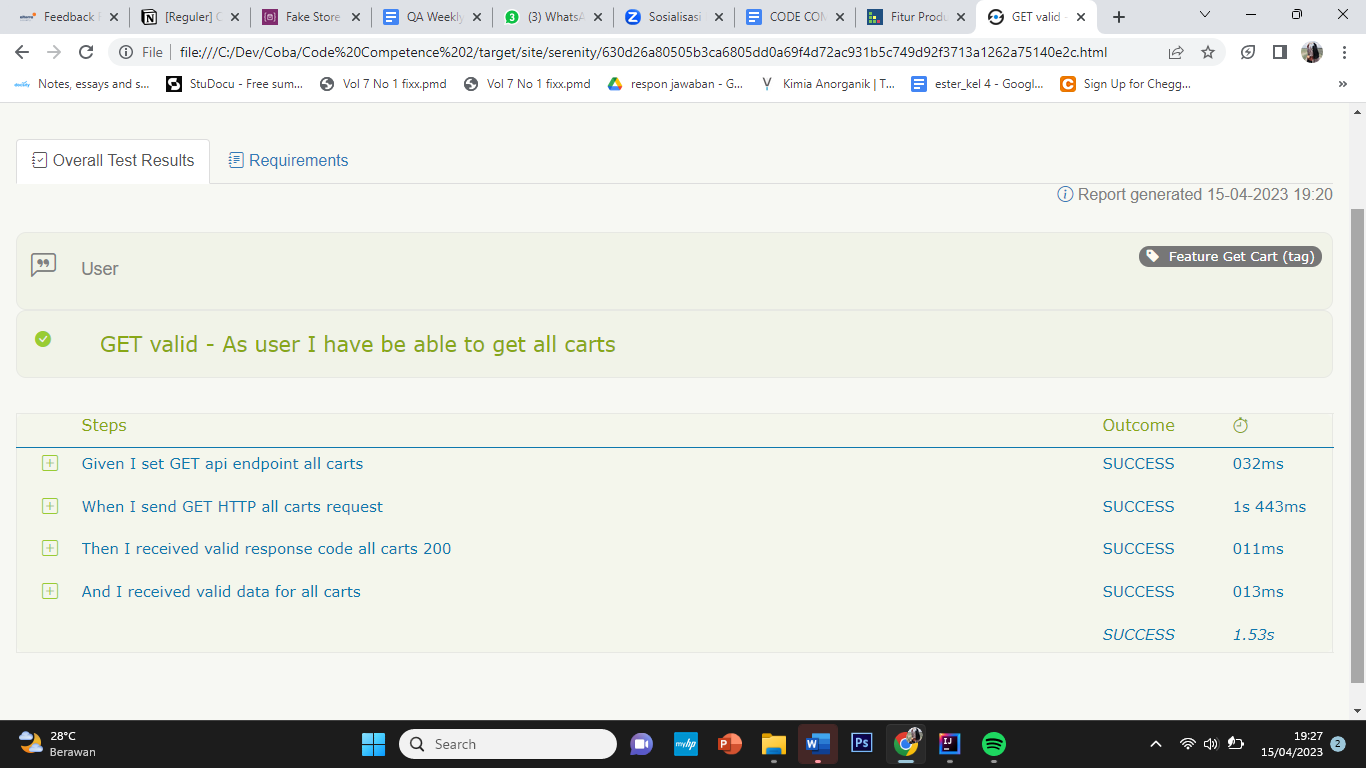 Feedback
[Reguler] C
Fake Store
QA Weekly
(3) WhatsA
Sosialisasi
CODE COM
Fitur Produ
GET valid -
File
file:///C:/Dev/Coba/Code%20Competence%202/target/site/serenity/630d26a80505b3ca6805dd0a69f4d72ac931b5c749d92f3713a1262a75140e2c.html
Notes, essays and s...
StuDocu - Free sum...
Vol 7 No 1 fixx.pmd
Vol 7 No 1 fixx.pmd
respon jawaban - G...
Kimia Anorganik | T...
ester_kel 4 - Googl...
Sign Up for Chegg...
Overall Test Results
Requirements
Report generated 15-04-2023 19:20
User
Feature Get Cart (tag)
GET valid - As user I have be able to get all carts
Steps Outcome
Given I set GET api endpoint all carts SUCCESS 032ms
When I send GET HTTP all carts request SUCCESS 1s 443ms
Then I received valid response code all carts 200 SUCCESS 011ms
And I received valid data for all carts SUCCESS 013ms
SUCCESS 1.53s
28°C
Berawan
Search
19:27
15/04/2023
2